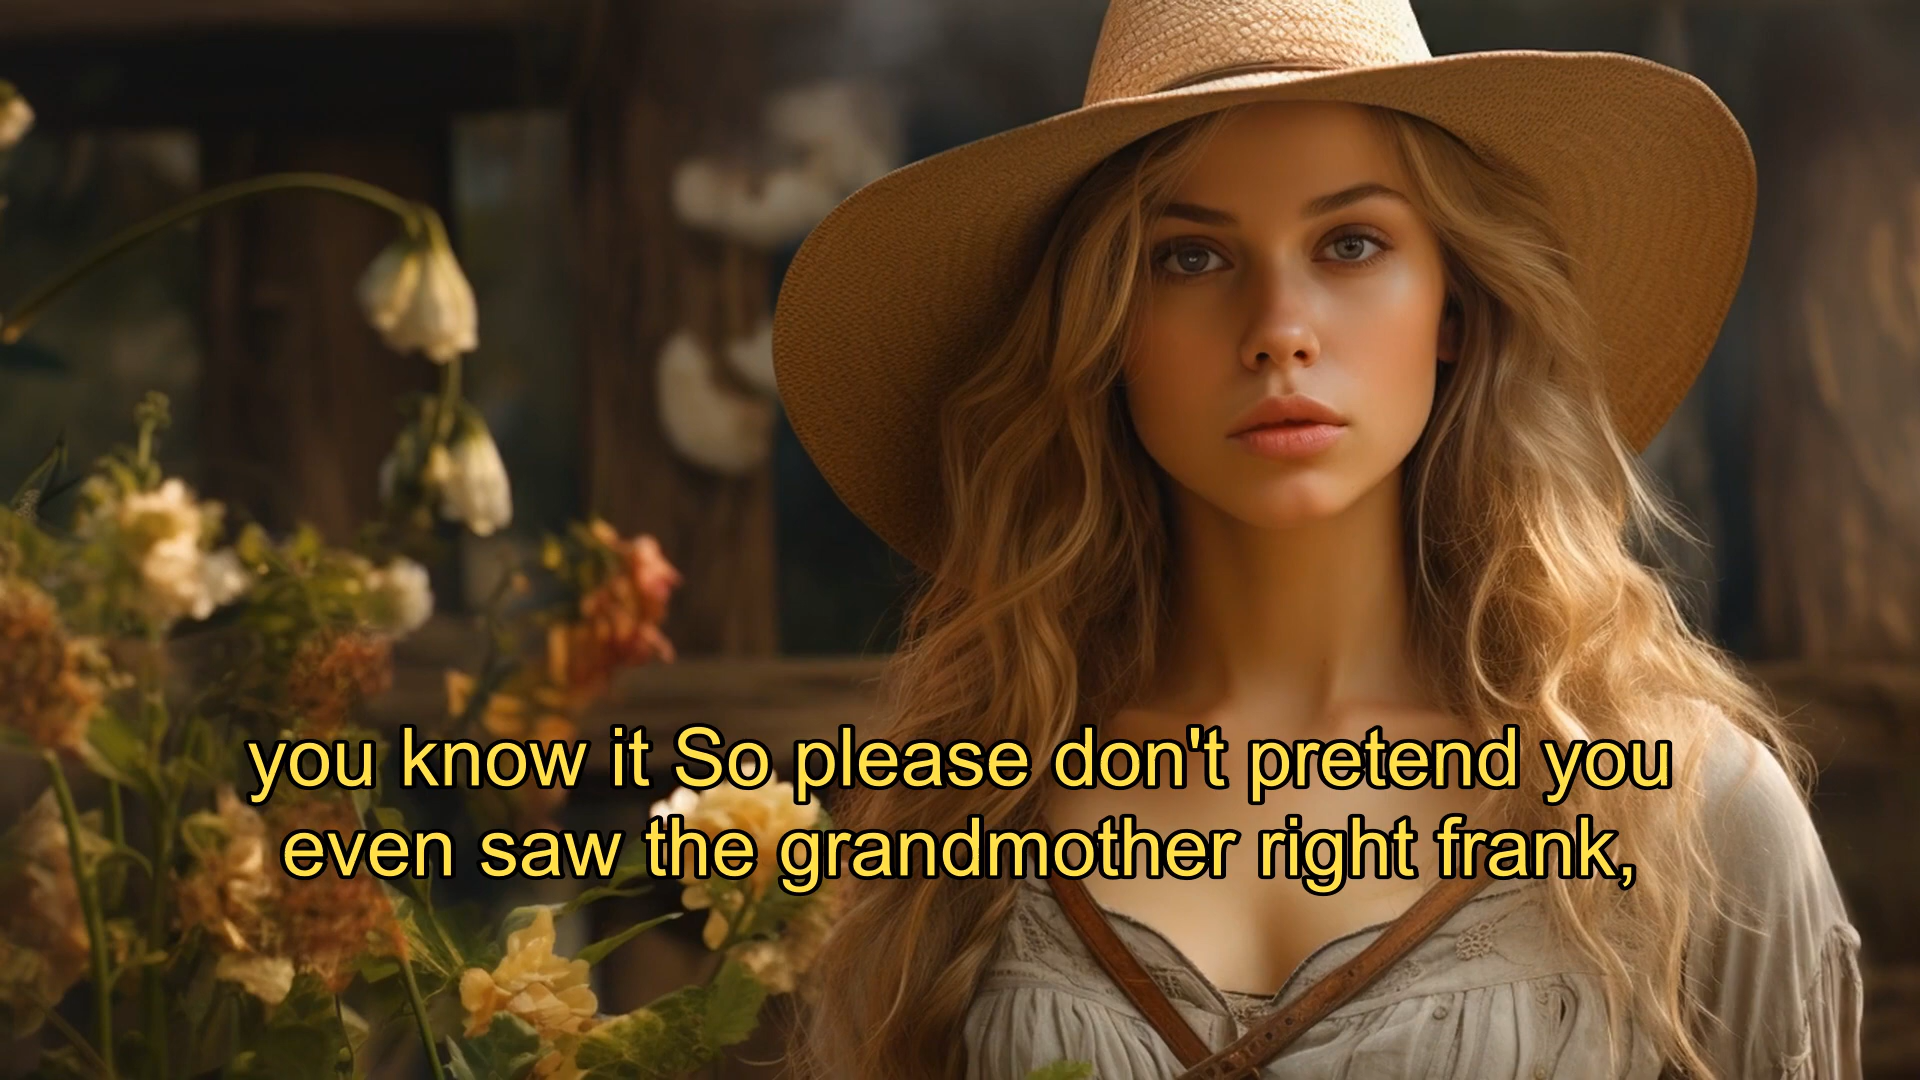 you know it So please don't pretend you
even saw the grandmother right frank,